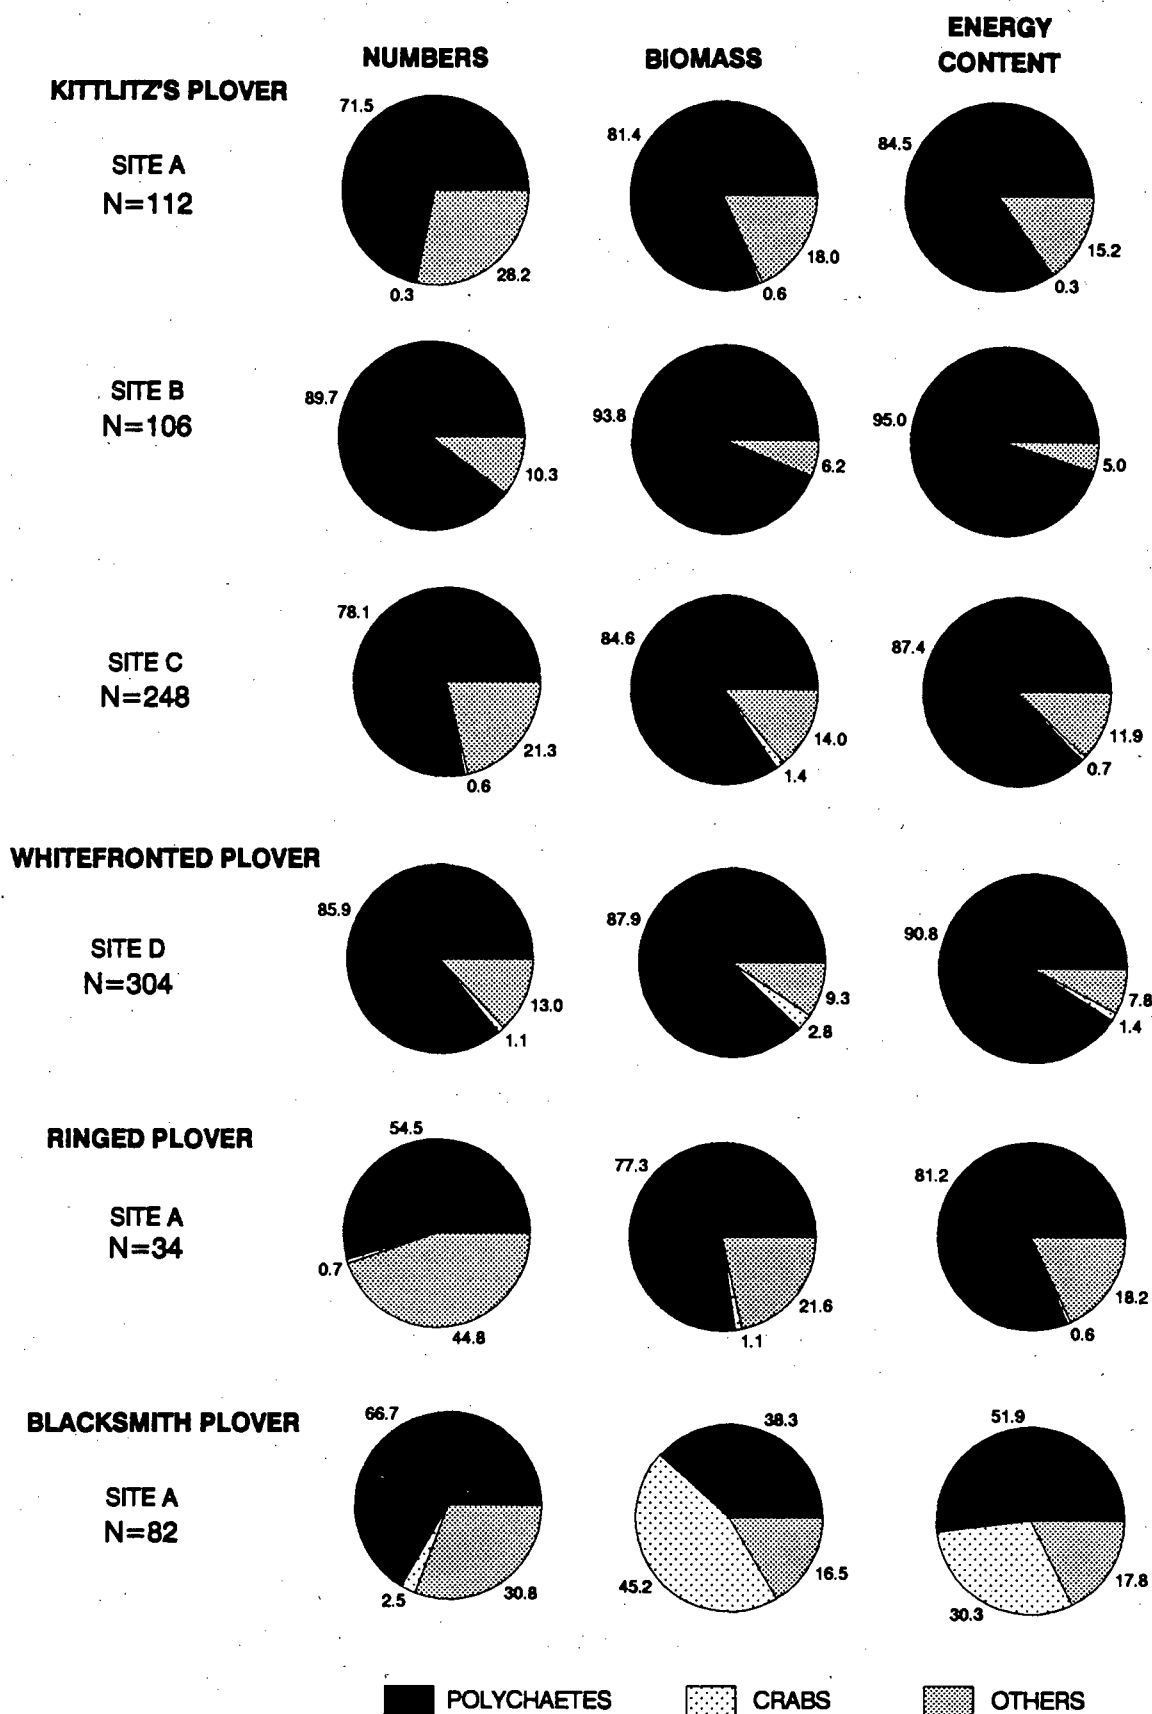 NUMBERS
BIOMASS
ENERGY
CONTENT
KITTLITZ'S PLOVER
SITE A
N=112
71.5
28.2
0.3
81.4
18.0
0.6
84.5
15.2
0.3
SITE B
N=106
89.7
10.3
93.8
6.2
95.0
5.0
SITE C
N=248
78.1
21.3
0.6
84.6
14.0
1.4
87.4
11.9
0.7
WHITEFRONTED PLOVER
SITE D
N=304
85.9
13.0
1.1
87.9
9.3
2.8
90.8
7.8
1.4
RINGED PLOVER
SITE A
N=34
54.5
0.7
44.8
77.3
21.6
1.1
81.2
18.2
0.6
BLACKSMITH PLOVER
SITE A
N=82
66.7
2.5
30.8
38.3
45.2
16.5
51.9
30.3
17.8
POLYCHAETES
CRABS
OTHERS